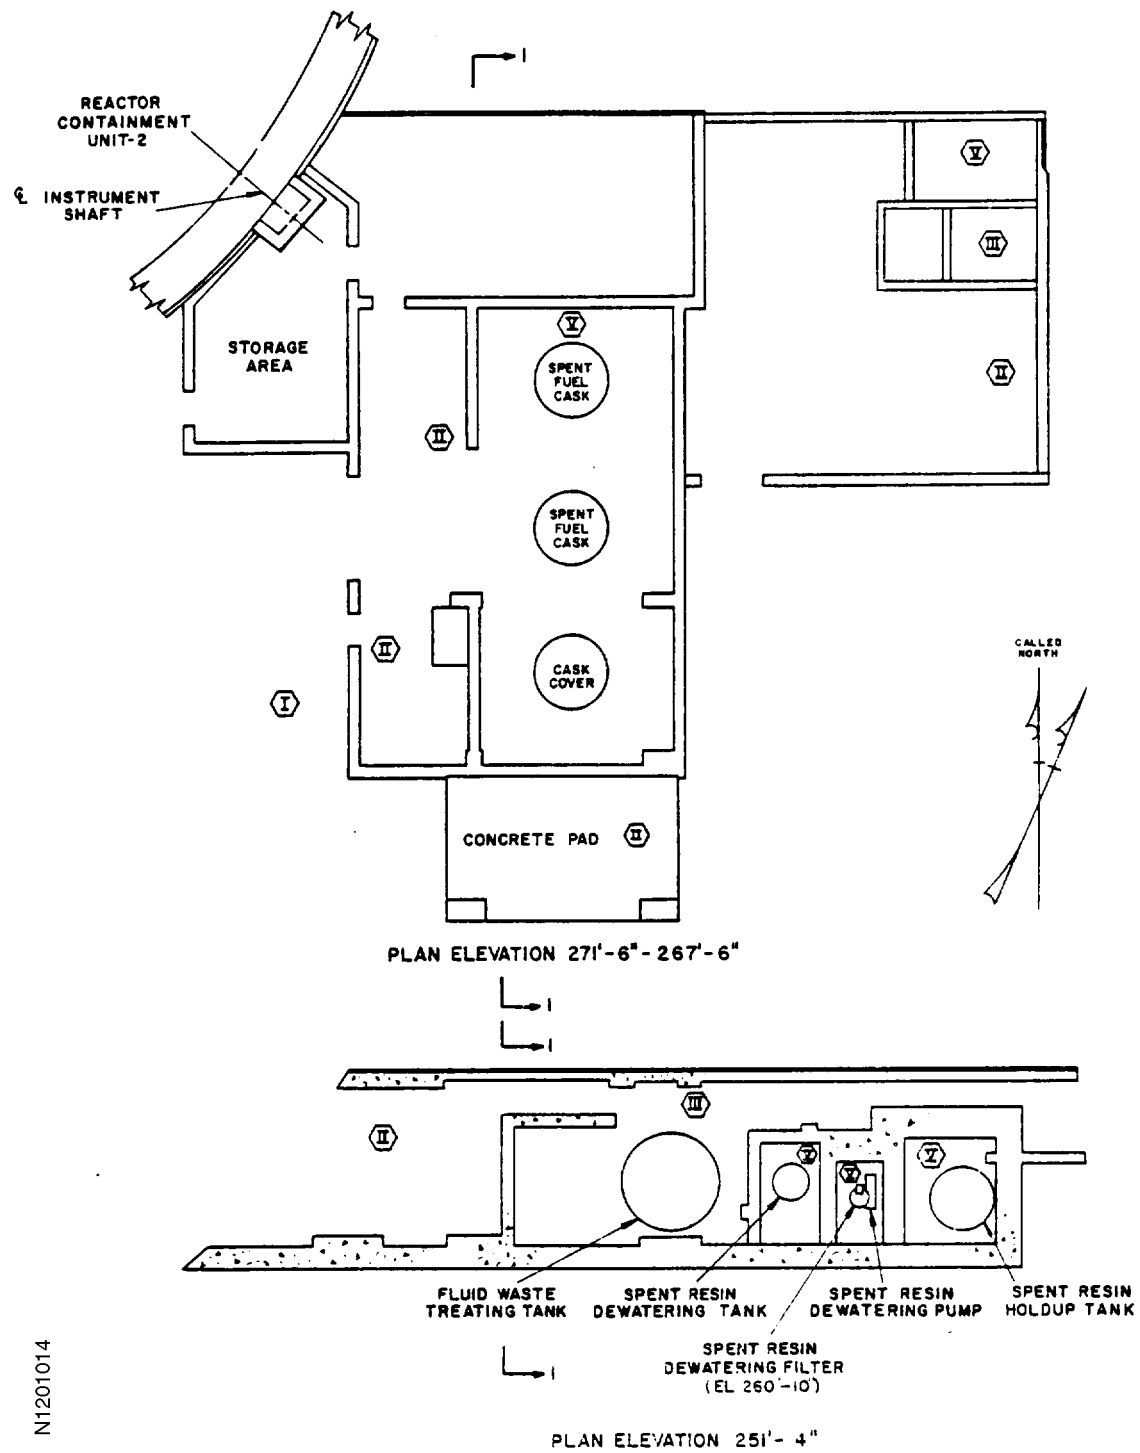 I
REACTOR
CONTAINMENT
UNIT-2
℄ INSTRUMENT
SHAFT
V
III
STORAGE
AREA
V
SPENT
FUEL
CASK
II
II
SPENT
FUEL
CASK
II
CASK
COVER
I
CALLED
NORTH
CONCRETE PAD
II
PLAN ELEVATION 271'-6"-267'-6"
I
I
III
II
V
V
V
FLUID WASTE
TREATING TANK
SPENT RESIN
DEWATERING TANK
SPENT RESIN
DEWATERING PUMP
SPENT RESIN
HOLDUP TANK
SPENT RESIN
DEWATERING FILTER
(EL 260'-10")
I
PLAN ELEVATION 251'-4"
N1201014